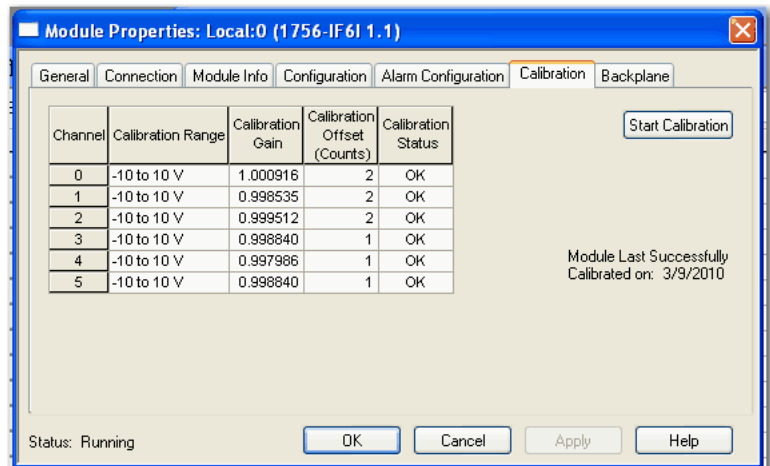 Module Properties: Local:0 (1756-IF6I 1.1)
General Connection Module Info Configuration Alarm Configuration Calibration Backplane
Channel Calibration Range Calibration Gain Calibration Offset (Counts) Calibration Status
0 -10 to 10 V 1.000916 2 OK
1 -10 to 10 V 0.998535 2 OK
2 -10 to 10 V 0.999512 2 OK
3 -10 to 10 V 0.998840 1 OK
4 -10 to 10 V 0.997986 1 OK
5 -10 to 10 V 0.998840 1 OK
Start Calibration
Module Last Successfully
Calibrated on: 3/9/2010
Status: Running
OK Cancel Apply Help